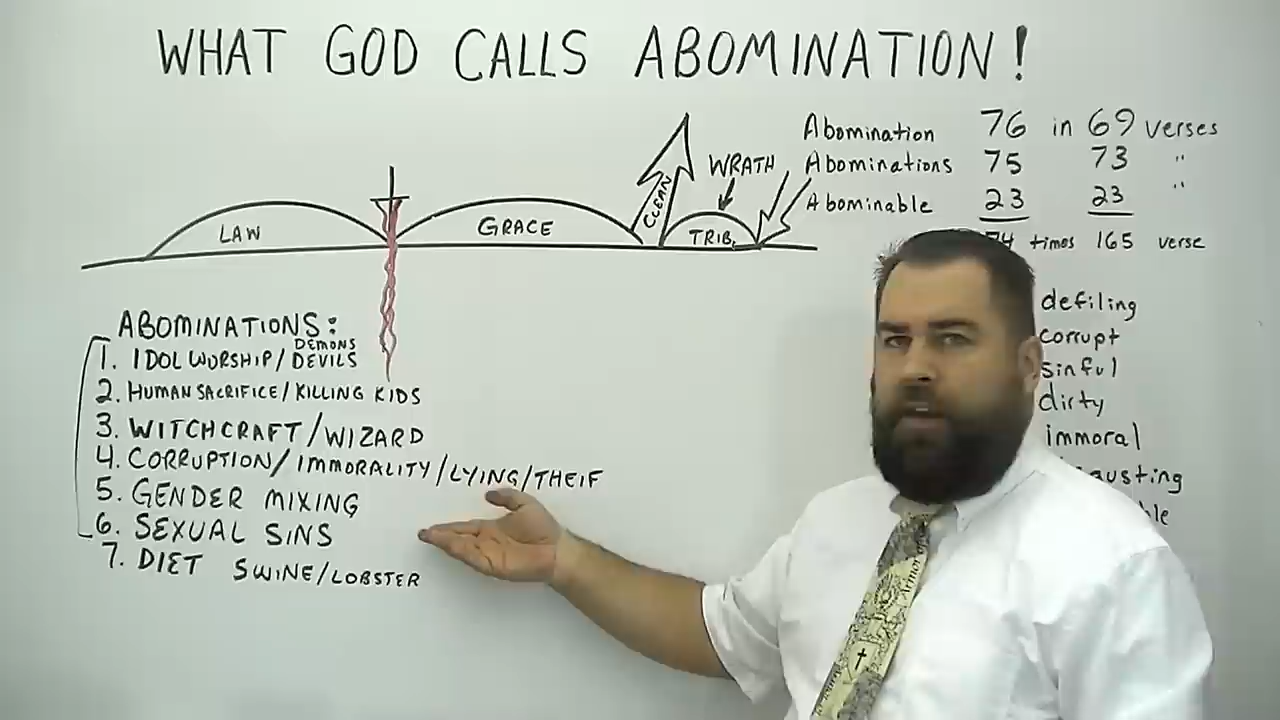 WHAT GOD CALLS ABOMINATION!
Abomination 76 in 69 verses
Abominations 75 73 "
Abominable 23 23 "
times 165 verse
LAW
GRACE
CLEAN
WRATH
TRIB.
ABOMINATIONS:
1. IDOL WORSHIP/DEVILS
DEMONS
2. HUMAN SACRIFICE/KILLING KIDS
3. WITCHCRAFT/WIZARD
4. CORRUPTION/IMMORALITY/LYING/THEIF
5. GENDER MIXING
6. SEXUAL SINS
7. DIET SWINE/LOBSTER
defiling
corrupt
sinful
dirty
immoral